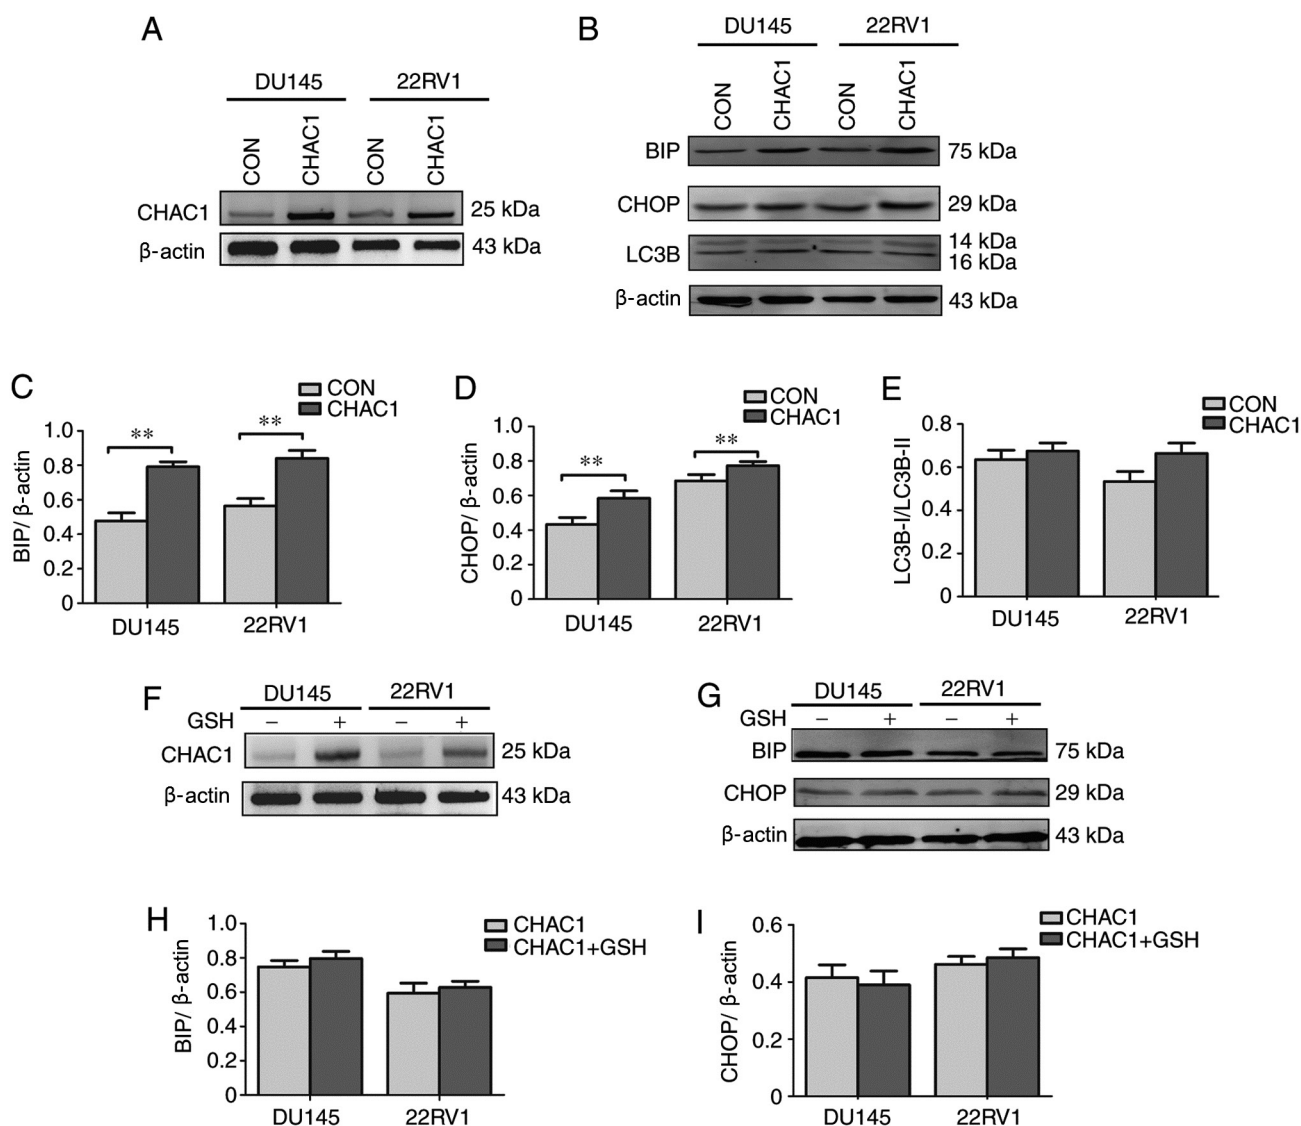 A
DU145 22RV1
CON CHAC1 CON CHAC1
CHAC1 25 kDa
β-actin 43 kDa
B
DU145 22RV1
CON CHAC1 CON CHAC1
BIP 75 kDa
CHOP 29 kDa
LC3B 14 kDa
16 kDa
β-actin 43 kDa
C
CON
CHAC1
BIP/ β-actin
1.0
0.8
0.6
0.4
0.2
0
** **
DU145 22RV1
D
CON
CHAC1
CHOP/ β-actin
1.0
0.8
0.6
0.4
0.2
0
** **
DU145 22RV1
E
CON
CHAC1
LC3B-I/LC3B-II
0.8
0.6
0.4
0.2
0
DU145 22RV1
F
DU145 22RV1
GSH − + − +
CHAC1 25 kDa
β-actin 43 kDa
G
DU145 22RV1
GSH − + − +
BIP 75 kDa
CHOP 29 kDa
β-actin 43 kDa
H
CHAC1
CHAC1+GSH
BIP/ β-actin
1.0
0.8
0.6
0.4
0.2
0
DU145 22RV1
I
CHAC1
CHAC1+GSH
CHOP/ β-actin
0.6
0.4
0.2
0
DU145 22RV1